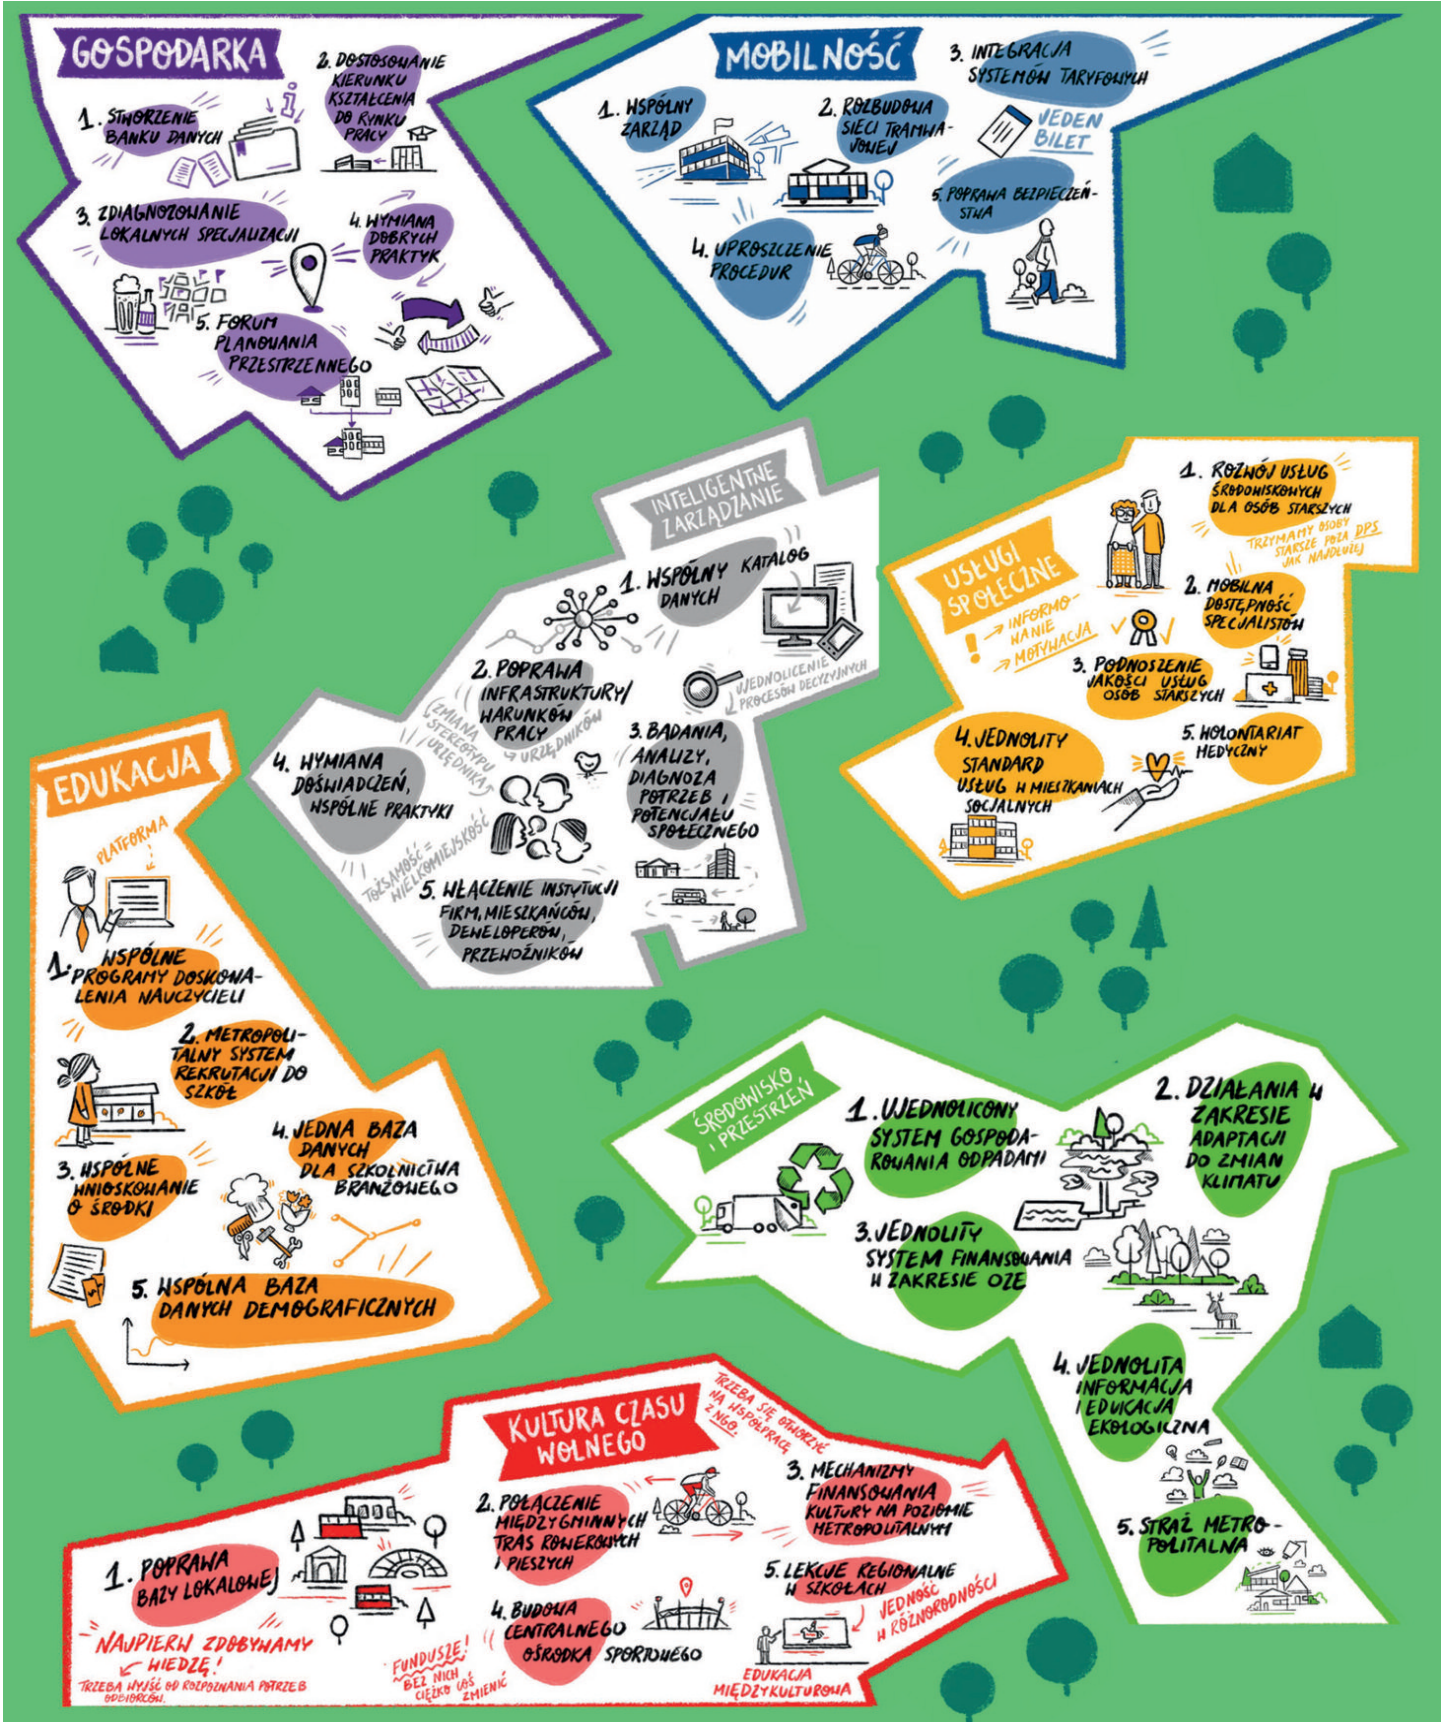 GOSPODARKA
1. STWORZENIE
BANKU DANYCH
2. DOSTOSOWANIE
KIERUNKU
KSZTAŁCENIA
DO RYNKU
PRACY
3. ZDIAGNOZOWANIE
LOKALNYCH SPECJALIZACJI
4. WYMIANA
DOBRYCH
PRAKTYK
5. FORUM
PLANOWANIA
PRZESTRZENNEGO
MOBILNOŚĆ
1. WSPÓLNY
ZARZĄD
2. ROZBUDOWA
SIECI TRAMWA-
JOWEJ
3. INTEGRACJA
SYSTEMÓW TARYFOWYCH
JEDEN
BILET
4. UPROSZCZENIE
PROCEDUR
5. POPRAWA BEZPIECZEŃ-
STWA
INTELIGENTNE
ZARZĄDZANIE
1. WSPÓLNY KATALOG
DANYCH
2. POPRAWA
INFRASTRUKTURY/
WARUNKÓW
PRACY
URZĘDNIKÓW
ZMIANA
STEREOTYPU
URZĘDNIKA
UJEDNOLICENIE
PROCESÓW DECYZYJNYCH
3. BADANIA,
ANALIZY,
DIAGNOZA
POTRZEB I
POTENCJAŁU
SPOŁECZNEGO
4. WYMIANA
DOŚWIADCZEŃ,
WSPÓLNE PRAKTYKI
TOŻSAMOŚĆ =
WIELKOMIEJSKOŚĆ
5. WŁĄCZENIE INSTYTUCJI
FIRM, MIESZKAŃCÓW,
DEWELOPERÓW,
PRZEWOŹNIKÓW
USŁUGI
SPOŁECZNE
! → INFORMO-
WANIE
→ MOTYWACJA
1. ROZWÓJ USŁUG
ŚRODOWISKOWYCH
DLA OSÓB STARSZYCH
TRZYMAMY OSOBY
STARSZE POZA DPS
JAK NAJDŁUŻEJ
2. MOBILNA
DOSTĘPNOŚĆ
SPECJALISTÓW
3. PODNOSZENIE
JAKOŚCI USŁUG
OSÓB STARSZYCH
4. JEDNOLITY
STANDARD
USŁUG W MIESZKANIACH
SOCJALNYCH
5. WOLONTARIAT
MEDYCZNY
EDUKACJA
PLATFORMA
1. WSPÓLNE
PROGRAMY DOSKONA-
LENIA NAUCZYCIELI
2. METROPOLI-
TALNY SYSTEM
REKRUTACJI DO
SZKÓŁ
3. WSPÓLNE
WNIOSKOWANIE
O ŚRODKI
4. JEDNA BAZA
DANYCH
DLA SZKOLNICTWA
BRANŻOWEGO
5. WSPÓLNA BAZA
DANYCH DEMOGRAFICZNYCH
ŚRODOWISKO
I PRZESTRZEŃ
1. UJEDNOLICONY
SYSTEM GOSPODA-
ROWANIA ODPADAMI
2. DZIAŁANIA W
ZAKRESIE
ADAPTACJI
DO ZMIAN
KLIMATU
3. JEDNOLITY
SYSTEM FINANSOWANIA
W ZAKRESIE OZE
4. JEDNOLITA
INFORMACJA
I EDUKACJA
EKOLOGICZNA
5. STRAŻ METRO-
POLITALNA
KULTURA CZASU
WOLNEGO
TRZEBA SIĘ OTWORZYĆ
NA WSPÓŁPRACĘ
Z NGO.
1. POPRAWA
BAZY LOKALOWEJ
NAJPIERW ZDOBYWAMY
WIEDZĘ!
TRZEBA WYJŚĆ OD ROZPOZNANIA POTRZEB
ODBIORCÓW.
2. POŁĄCZENIE
MIĘDZYGMINNYCH
TRAS ROWEROWYCH
I PIESZYCH
3. MECHANIZMY
FINANSOWANIA
KULTURY NA POZIOMIE
METROPOLITALNYM
4. BUDOWA
CENTRALNEGO
OŚRODKA SPORTOWEGO
FUNDUSZE!
BEZ NICH
CIĘŻKO COŚ
ZMIENIĆ
5. LEKCJE REGIONALNE
W SZKOŁACH
JEDNOŚĆ
W RÓŻNORODNOŚCI
EDUKACJA
MIĘDZYKULTUROWA